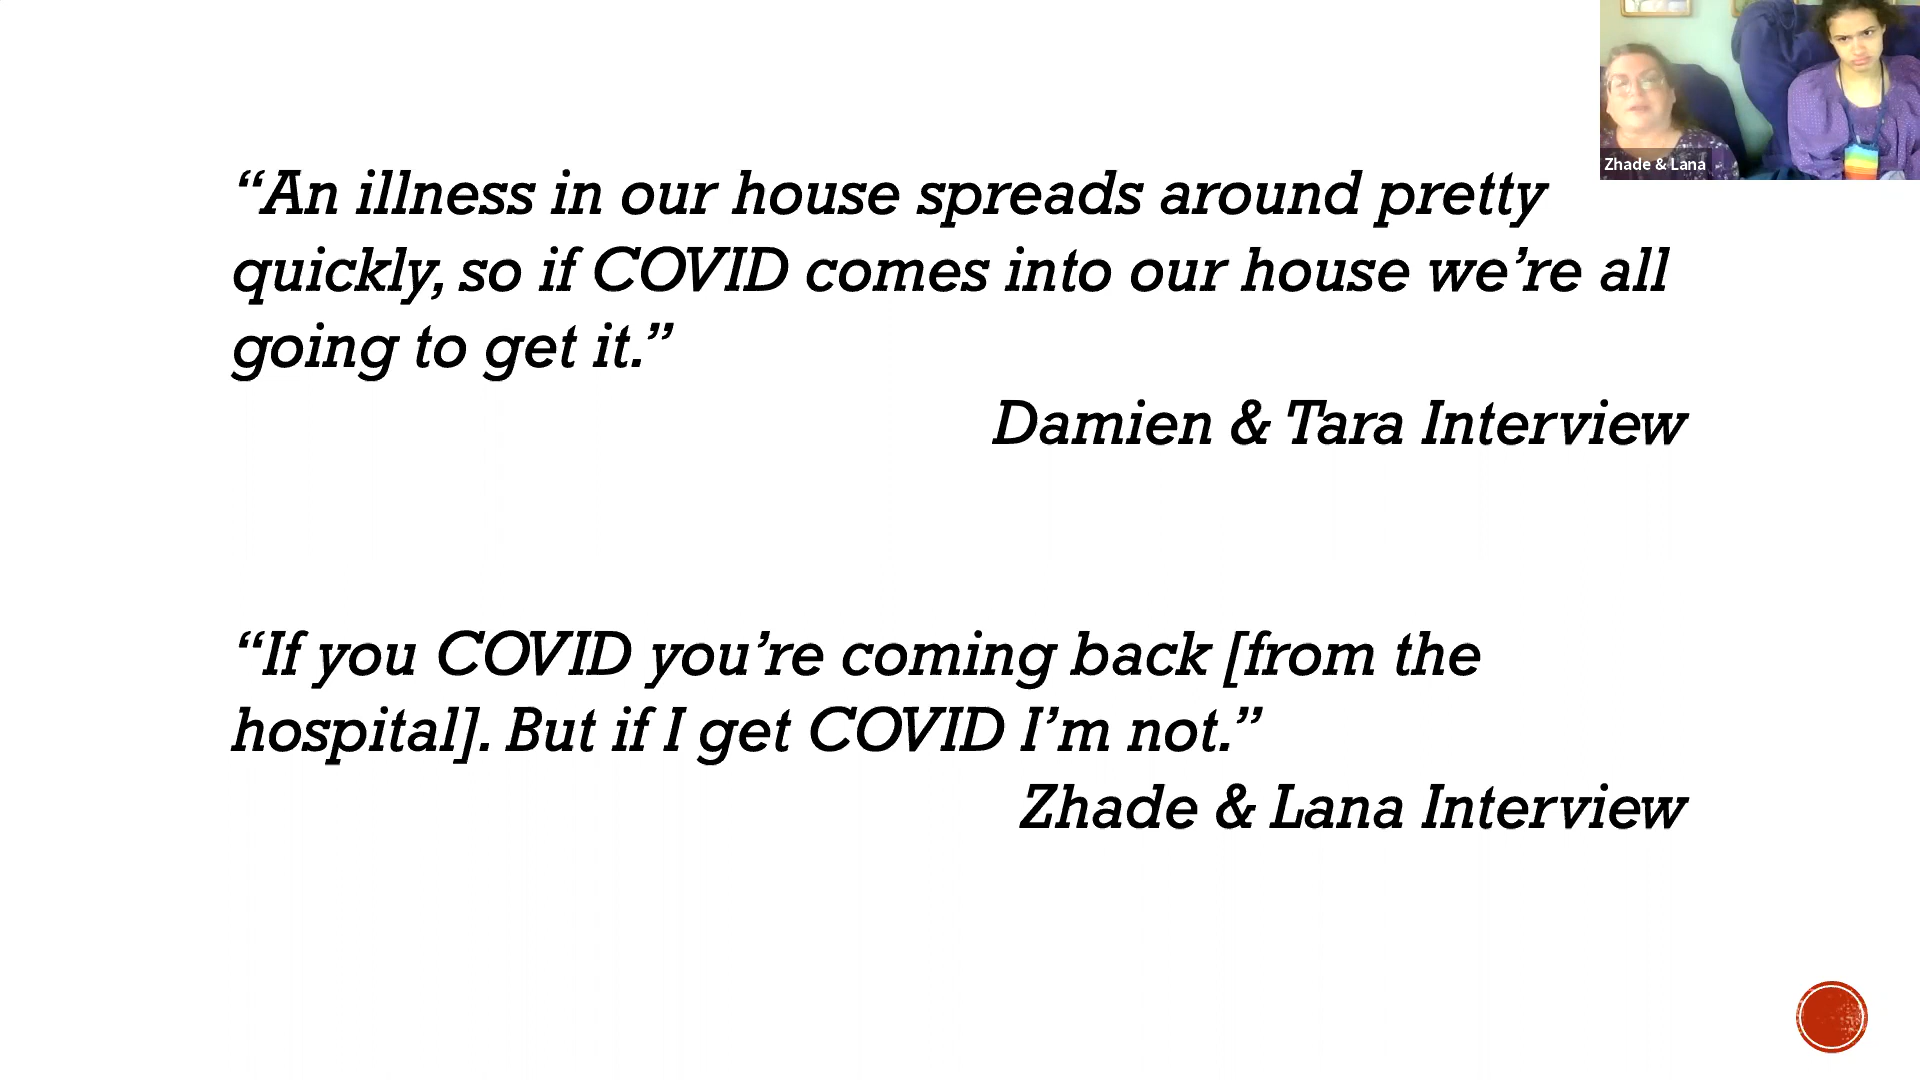 “An illness in our house spreads around pretty
quickly, so if COVID comes into our house we’re all
going to get it.”
Damien & Tara Interview
“If you COVID you’re coming back [from the
hospital]. But if I get COVID I’m not.”
Zhade & Lana Interview
Zhade & Lana